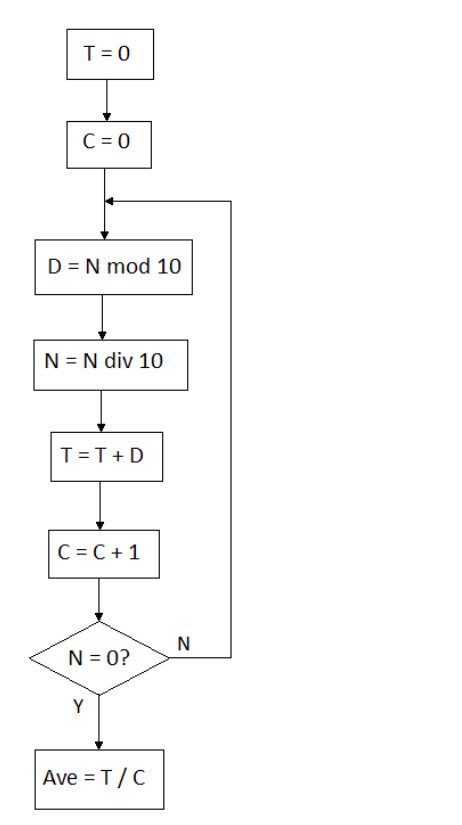 T = 0
C = 0
D = N mod 10
N = N div 10
T = T + D
C = C + 1
N = 0?
N
Y
Ave = T / C